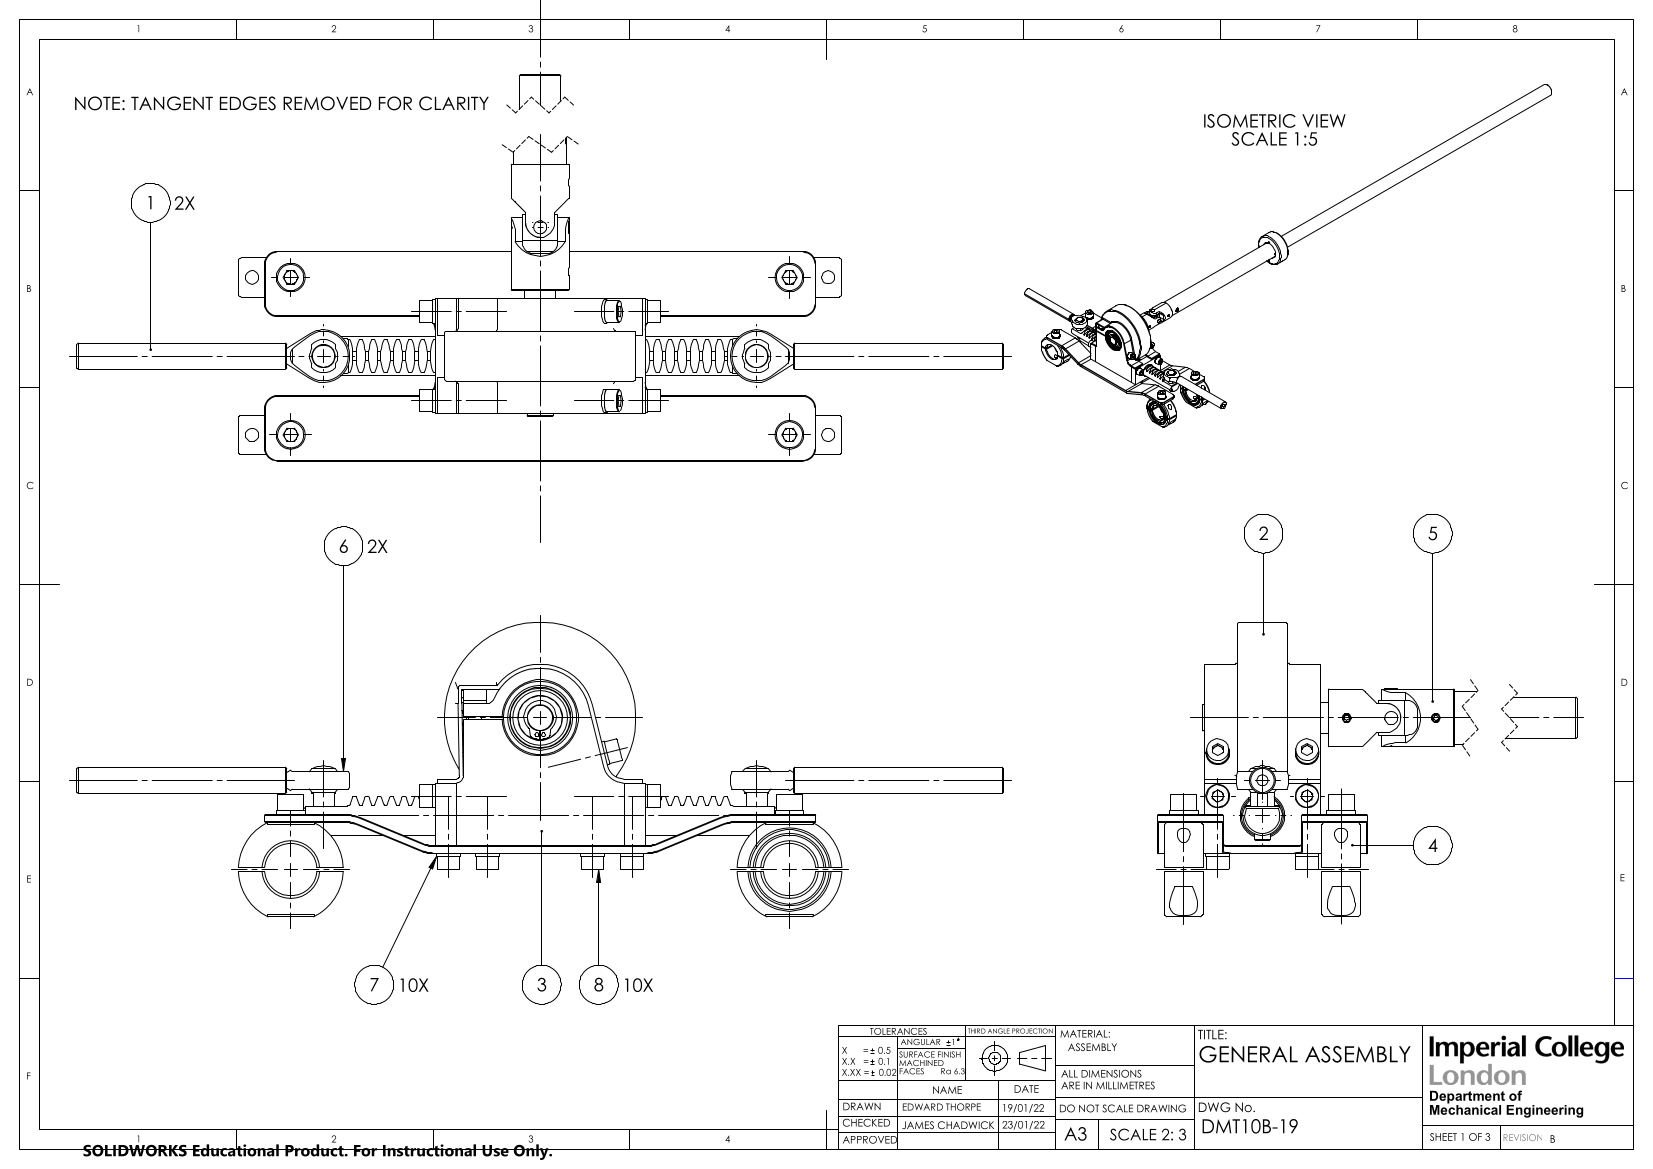 1 2 3 4 5 6 7 8
A A
NOTE: TANGENT EDGES REMOVED FOR CLARITY
ISOMETRIC VIEW
SCALE 1:5
1 2X
B B
C C
2 5
6 2X
D D
4
E E
7 10X 3 8 10X
F F
TOLERANCES
X =± 0.5
X.X =± 0.1
X.XX =± 0.02
ANGULAR ±1°
SURFACE FINISH
MACHINED
FACES Ra 6.3
THIRD ANGLE PROJECTION
NAME DATE
DRAWN EDWARD THORPE 19/01/22
CHECKED JAMES CHADWICK 23/01/22
APPROVED
MATERIAL:
ASSEMBLY
ALL DIMENSIONS
ARE IN MILLIMETRES
DO NOT SCALE DRAWING
A3 SCALE 2: 3
TITLE:
GENERAL ASSEMBLY
DWG No.
DMT10B-19
Imperial College
London
Department of
Mechanical Engineering
SHEET 1 OF 3 REVISION B
1 2 3 4
SOLIDWORKS Educational Product. For Instructional Use Only.